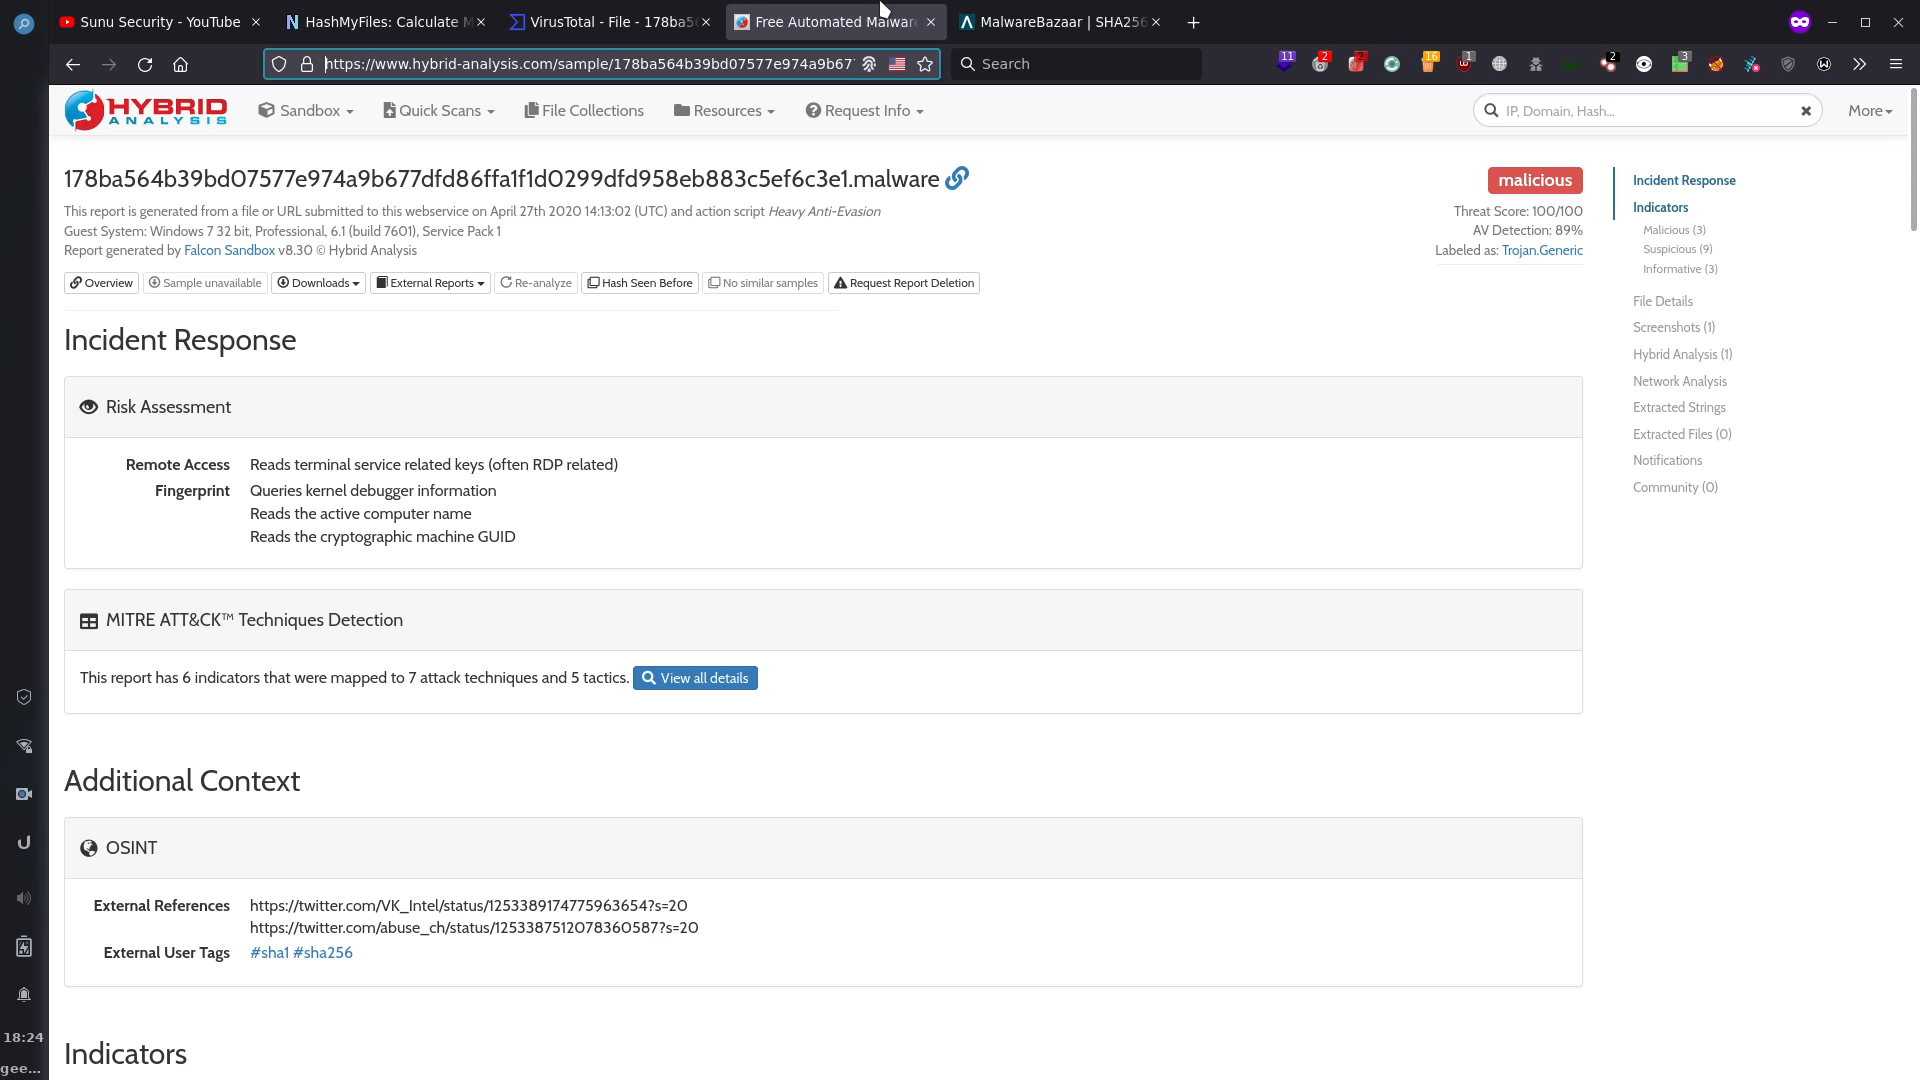 Sunu Security - YouTube
HashMyFiles: Calculate M
VirusTotal - File - 178ba5
Free Automated Malware
MalwareBazaar | SHA256
https://www.hybrid-analysis.com/sample/178ba564b39bd07577e974a9b67
Search
11
2
2
16
1
2
3
HYBRID
ANALYSIS
Sandbox
Quick Scans
File Collections
Resources
Request Info
IP, Domain, Hash...
More
178ba564b39bd07577e974a9b677dfd86ffa1f1d0299dfd958eb883c5ef6c3e1.malware
This report is generated from a file or URL submitted to this webservice on April 27th 2020 14:13:02 (UTC) and action script Heavy Anti-Evasion
Guest System: Windows 7 32 bit, Professional, 6.1 (build 7601), Service Pack 1
Report generated by Falcon Sandbox v8.30 © Hybrid Analysis
malicious
Threat Score: 100/100
AV Detection: 89%
Labeled as: Trojan.Generic
Overview
Sample unavailable
Downloads
External Reports
Re-analyze
Hash Seen Before
No similar samples
Request Report Deletion
Incident Response
Indicators
Malicious (3)
Suspicious (9)
Informative (3)
File Details
Screenshots (1)
Hybrid Analysis (1)
Network Analysis
Extracted Strings
Extracted Files (0)
Notifications
Community (0)
Incident Response
Risk Assessment
Remote Access Reads terminal service related keys (often RDP related)
Fingerprint Queries kernel debugger information
Reads the active computer name
Reads the cryptographic machine GUID
MITRE ATT&CK™ Techniques Detection
This report has 6 indicators that were mapped to 7 attack techniques and 5 tactics. View all details
Additional Context
OSINT
External References https://twitter.com/VK_Intel/status/1253389174775963654?s=20
https://twitter.com/abuse_ch/status/1253387512078360587?s=20
External User Tags #sha1 #sha256
Indicators
18:24
gee...